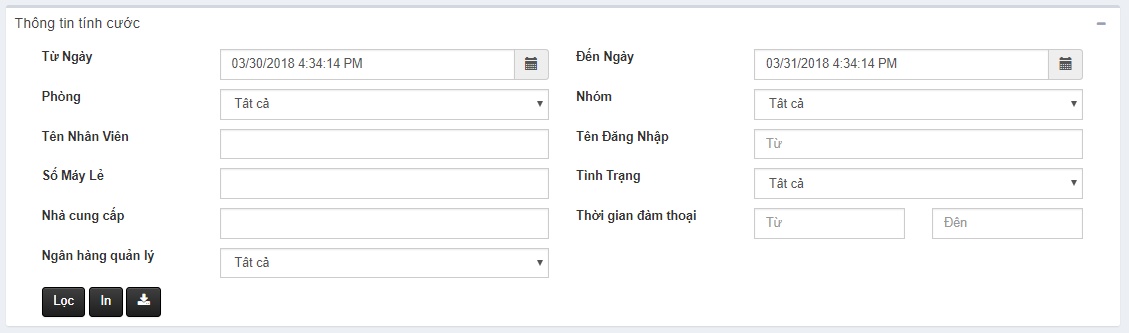 Thông tin tính cước
Từ Ngày 03/30/2018 4:34:14 PM Đến Ngày 03/31/2018 4:34:14 PM
Phòng Tất cả Nhóm Tất cả
Tên Nhân Viên Tên Đăng Nhập Từ
Số Máy Lẻ Tình Trạng Tất cả
Nhà cung cấp Thời gian đàm thoại Từ Đến
Ngân hàng quản lý Tất cả
Lọc In